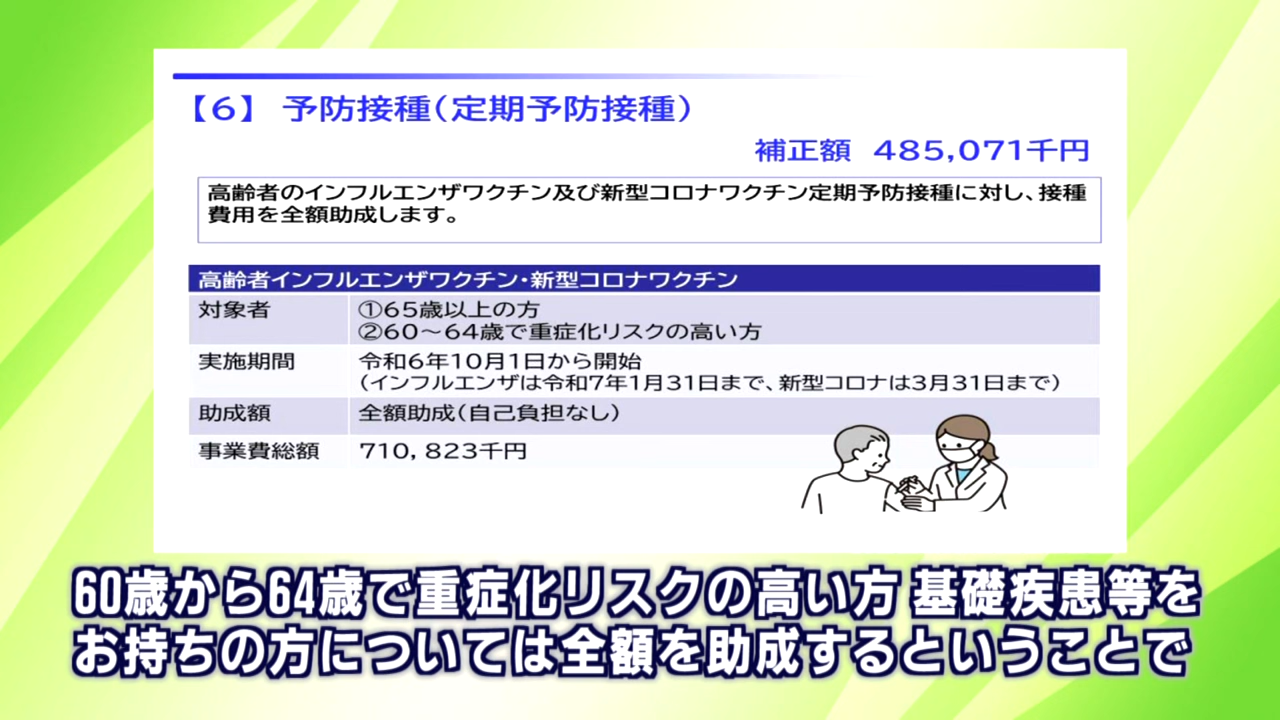 【6】 予防接種（定期予防接種）
補正額 485,071千円
高齢者のインフルエンザワクチン及び新型コロナワクチン定期予防接種に対し、接種
費用を全額助成します。
高齢者インフルエンザワクチン・新型コロナワクチン
対象者 ①65歳以上の方
②60～64歳で重症化リスクの高い方
実施期間 令和6年10月1日から開始
（インフルエンザは令和7年1月31日まで、新型コロナは3月31日まで）
助成額 全額助成（自己負担なし）
事業費総額 710，823千円
60歳から64歳で重症化リスクの高い方 基礎疾患等を
お持ちの方については全額を助成するということで